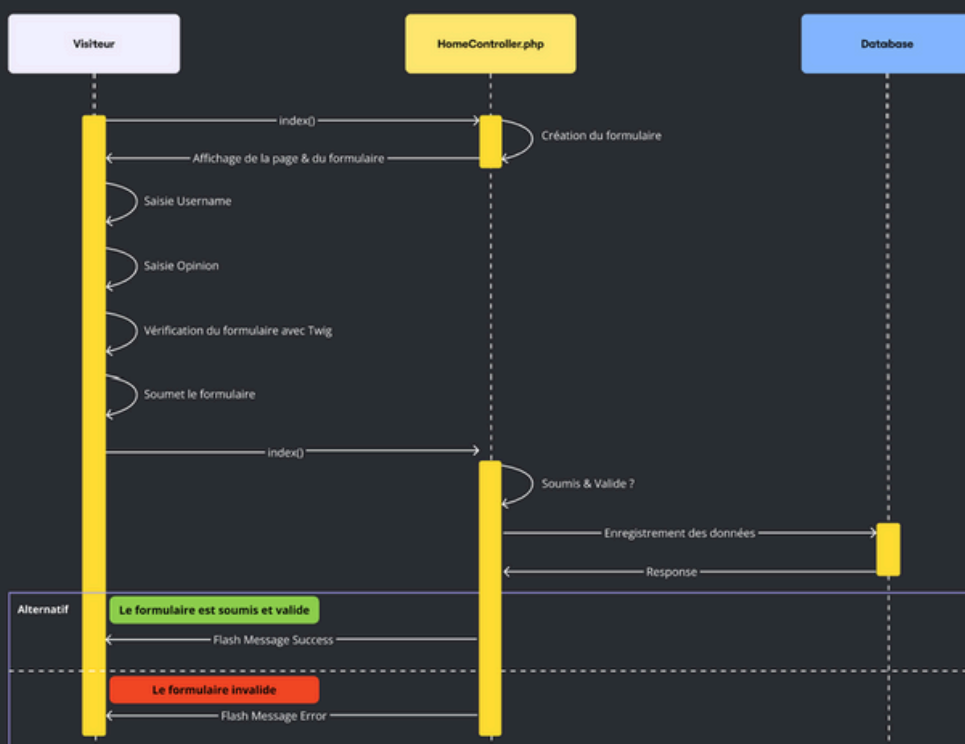 Visiteur
HomeController.php
Database
index()
Création du formulaire
Affichage de la page & du formulaire
Saisie Username
Saisie Opinion
Vérification du formulaire avec Twig
Soumet le formulaire
index()
Soumis & Valide ?
Enregistrement des données
Response
Alternatif
Le formulaire est soumis et valide
Flash Message Success
Le formulaire invalide
Flash Message Error